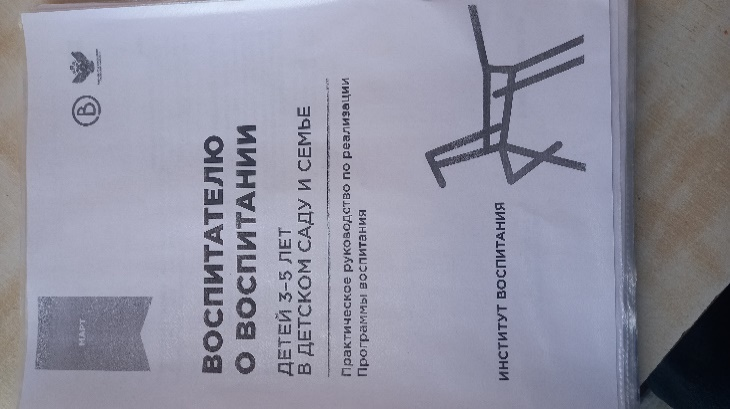 МАРТ
В
ВОСПИТАТЕЛЮ
О ВОСПИТАНИИ
ДЕТЕЙ 3–5 ЛЕТ
В ДЕТСКОМ САДУ И СЕМЬЕ
Практическое руководство по реализации
Программы воспитания
ИНСТИТУТ ВОСПИТАНИЯ